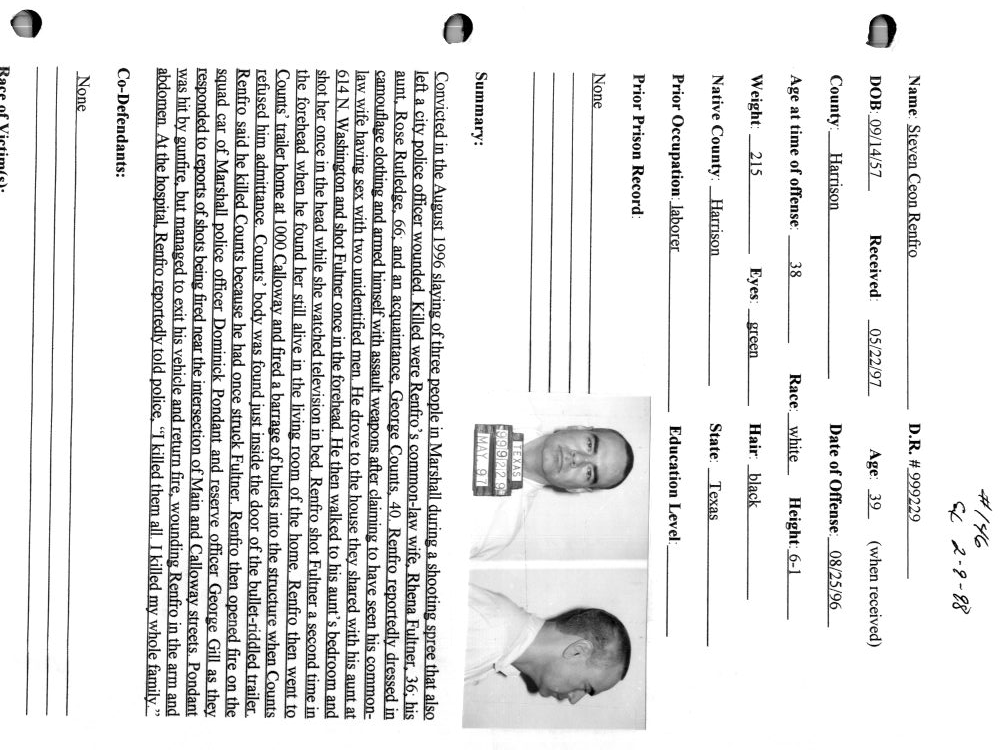 #146
2-9-98
Name: Steven Ceon Renfro D.R. # 999229
DOB: 09/14/57 Received: 05/22/97 Age: 39 (when received)
County: Harrison Date of Offense: 08/25/96
Age at time of offense: 38 Race: white Height: 6-1
Weight: 215 Eyes: green Hair: black
Native County: Harrison State: Texas
Prior Occupation: laborer Education Level:
Prior Prison Record:
None
TEXAS
999229
MAY 97
Summary:
Convicted in the August 1996 slaying of three people in Marshall during a shooting spree that also
left a city police officer wounded. Killed were Renfro's common-law wife, Rhena Fultner, 36; his
aunt, Rose Rutledge, 66; and an acquaintance, George Counts, 40. Renfro reportedly dressed in
camouflage clothing and armed himself with assault weapons after claiming to have seen his common-
law wife having sex with two unidentified men. He drove to the house they shared with his aunt at
614 N. Washington and shot Fultner once in the forehead. He then walked to his aunt's bedroom and
shot her once in the head while she watched television in bed. Renfro shot Fultner a second time in
the forehead when he found her still alive in the living room of the home. Renfro then went to
Counts' trailer home at 1000 Calloway and fired a barrage of bullets into the structure when Counts
refused him admittance. Counts' body was found just inside the door of the bullet-riddled trailer.
Renfro said he killed Counts because he had once struck Fultner. Renfro then opened fire on the
squad car of Marshall police officer Dominick Pondant and reserve officer George Gill as they
responded to reports of shots being fired near the intersection of Main and Calloway streets. Pondant
was hit by gunfire, but managed to exit his vehicle and return fire, wounding Renfro in the arm and
abdomen. At the hospital, Renfro reportedly told police, "I killed them all. I killed my whole family."
Co-Defendants:
None
Race of Victim(s):